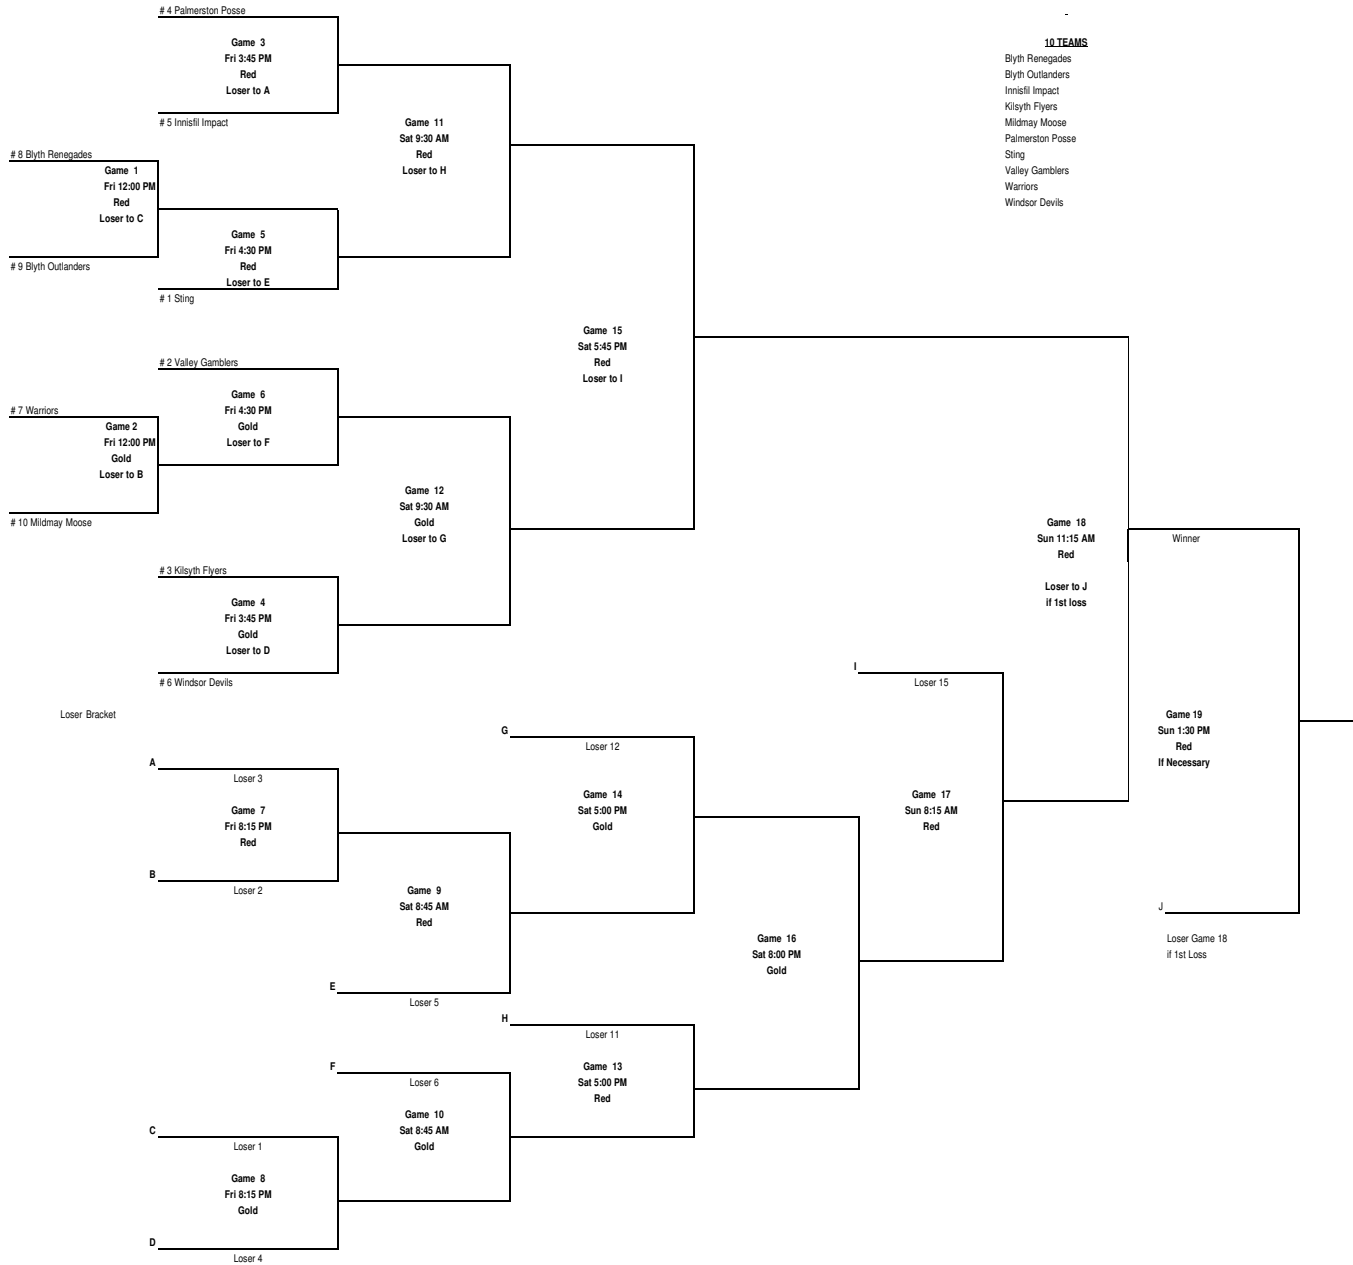 # 4 Palmerston Posse
-
Game 3
Fri 3:45 PM
Red
Loser to A
10 TEAMS
Blyth Renegades
Blyth Outlanders
Innisfil Impact
Kilsyth Flyers
Mildmay Moose
Palmerston Posse
Sting
Valley Gamblers
Warriors
Windsor Devils
# 5 Innisfil Impact
Game 11
Sat 9:30 AM
Red
Loser to H
# 8 Blyth Renegades
Game 1
Fri 12:00 PM
Red
Loser to C
# 9 Blyth Outlanders
Game 5
Fri 4:30 PM
Red
Loser to E
# 1 Sting
Game 15
Sat 5:45 PM
Red
Loser to I
# 2 Valley Gamblers
Game 6
Fri 4:30 PM
Gold
Loser to F
# 7 Warriors
Game 2
Fri 12:00 PM
Gold
Loser to B
# 10 Mildmay Moose
Game 12
Sat 9:30 AM
Gold
Loser to G
Game 18
Sun 11:15 AM
Red
Loser to J
if 1st loss
Winner
# 3 Kilsyth Flyers
Game 4
Fri 3:45 PM
Gold
Loser to D
# 6 Windsor Devils
I
Loser 15
Loser Bracket
Game 19
Sun 1:30 PM
Red
If Necessary
G
Loser 12
A
Loser 3
Game 7
Fri 8:15 PM
Red
B
Loser 2
Game 14
Sat 5:00 PM
Gold
Game 17
Sun 8:15 AM
Red
Game 9
Sat 8:45 AM
Red
J
Loser Game 18
if 1st Loss
Game 16
Sat 8:00 PM
Gold
E
Loser 5
H
Loser 11
F
Loser 6
Game 13
Sat 5:00 PM
Red
Game 10
Sat 8:45 AM
Gold
C
Loser 1
Game 8
Fri 8:15 PM
Gold
D
Loser 4